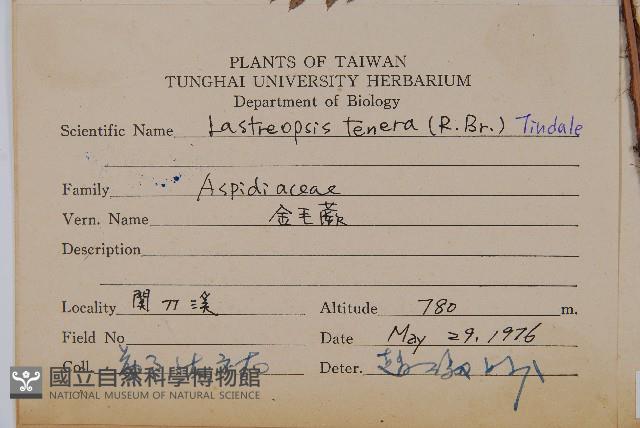 PLANTS OF TAIWAN
TUNGHAI UNIVERSITY HERBARIUM
Department of Biology
Scientific Name Lastreopsis tenera (R.Br.) Tindale
Family Aspidiaceae
Vern. Name 金毛蕨
Description
Locality 関刀溪 Altitude 780 m.
Field No Date May 29, 1976
Coll. Deter.
國立自然科學博物館
NATIONAL MUSEUM OF NATURAL SCIENCE